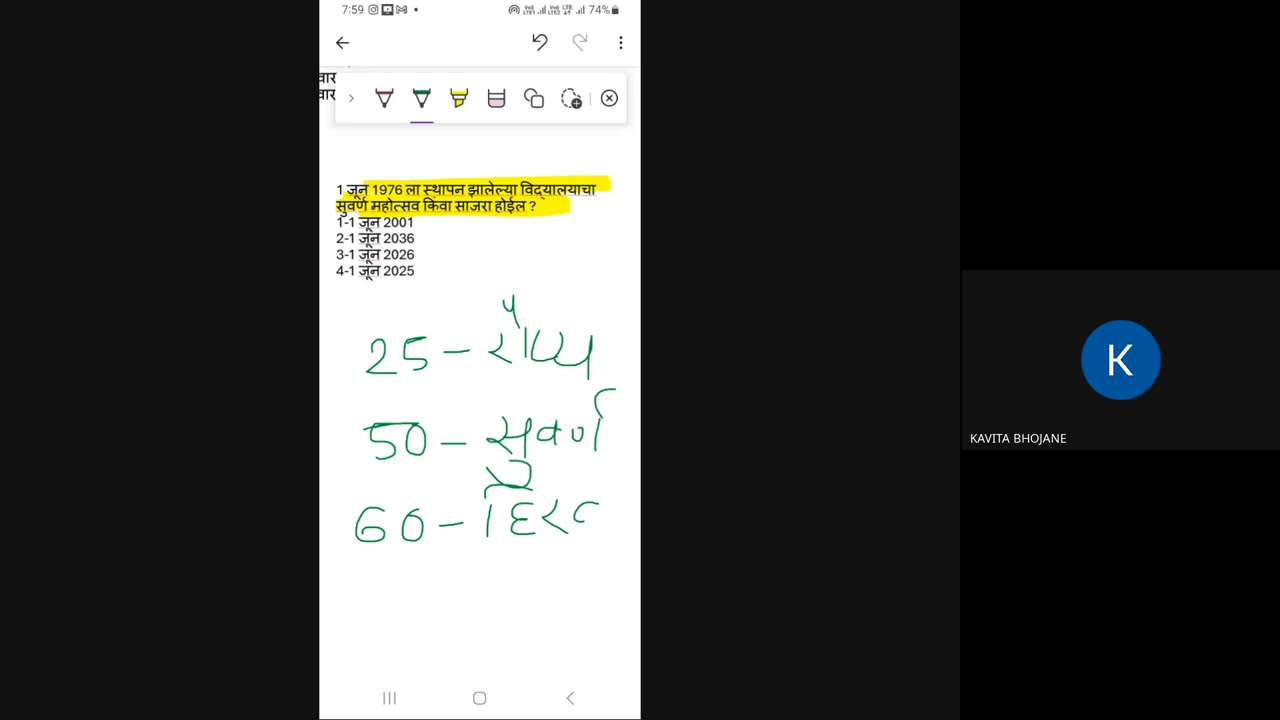 7:59 74%
वार
वार
1 जून 1976 ला स्थापन झालेल्या विद्यालयाचा
सुवर्ण महोत्सव किंवा साजरा होईल ?
1-1 जून 2001
2-1 जून 2036
3-1 जून 2026
4-1 जून 2025
25 – रौप्य
50 – सुवर्ण
60 –
K
KAVITA BHOJANE